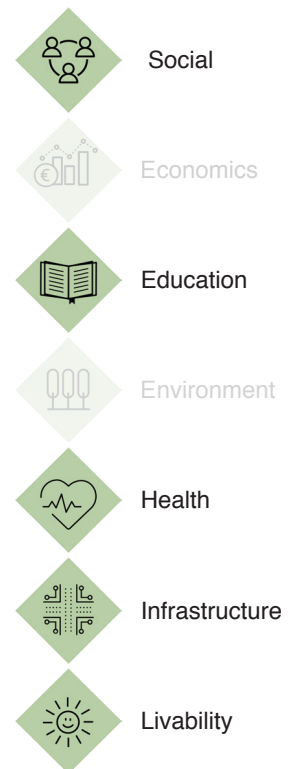 Social
Economics
Education
Environment
Health
Infrastructure
Livability